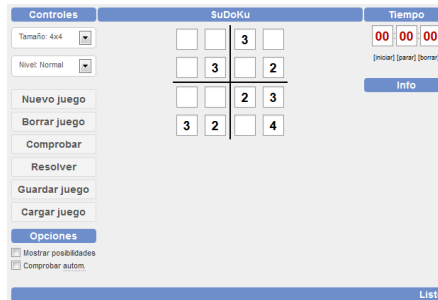 Controles
SuDoKu
Tiempo
Tamaño: 4x4
Nivel: Normal
3
3 2
2 3
3 2 4
00 00 00
[iniciar] [parar] [borrar]
Info
Nuevo juego
Borrar juego
Comprobar
Resolver
Guardar juego
Cargar juego
Opciones
Mostrar posibilidades
Comprobar autom.